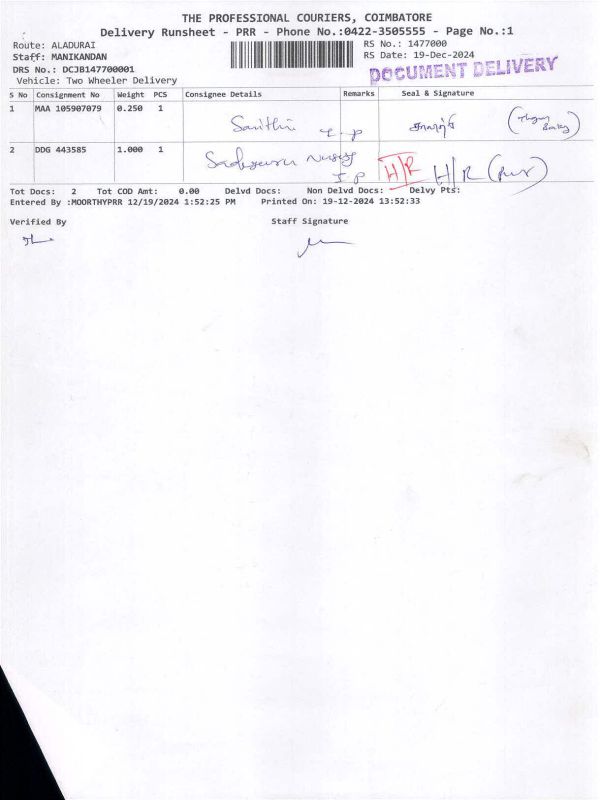 THE PROFESSIONAL COURIERS, COIMBATORE
Delivery Runsheet - PRR - Phone No.:0422-3505555 - Page No.:1
Route: ALADURAI RS No.: 1477000
Staff: MANIKANDAN RS Date: 19-Dec-2024
DRS No.: DCJB147700001 DOCUMENT DELIVERY
Vehicle: Two Wheeler Delivery
S No Consignment No Weight PCS Consignee Details Remarks Seal & Signature
1 MAA 105907079 0.250 1
2 DDG 443585 1.000 1 H/R H/R
Tot Docs: 2 Tot COD Amt: 0.00 Delvd Docs: Non Delvd Docs: Delvy Pts:
Entered By :MOORTHYPRR 12/19/2024 1:52:25 PM Printed On: 19-12-2024 13:52:33
Verified By Staff Signature